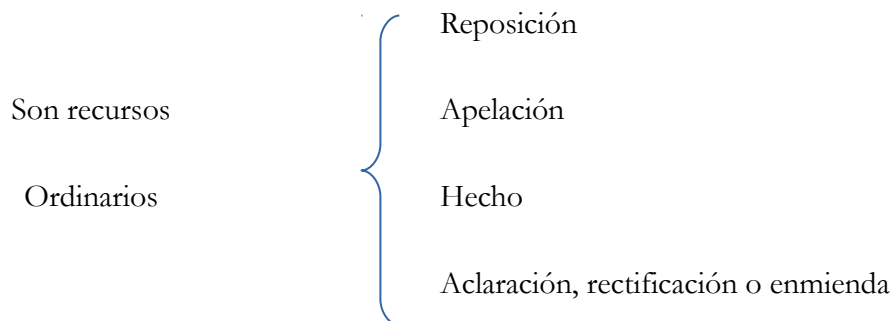 Reposición
Son recursos
Apelación
Ordinarios
Hecho
Aclaración, rectificación o enmienda